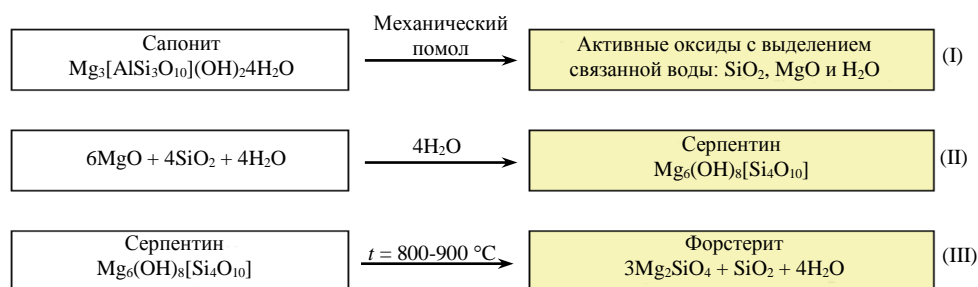 Сапонит
Mg₃[AlSi₃O₁₀](OH)₂4H₂O
Механический
помол
Активные оксиды с выделением
связанной воды: SiO₂, MgO и H₂O
(I)
6MgO + 4SiO₂ + 4H₂O
4H₂O
Серпентин
Mg₆(OH)₈[Si₄O₁₀]
(II)
Серпентин
Mg₆(OH)₈[Si₄O₁₀]
t = 800-900 °C
Форстерит
3Mg₂SiO₄ + SiO₂ + 4H₂O
(III)